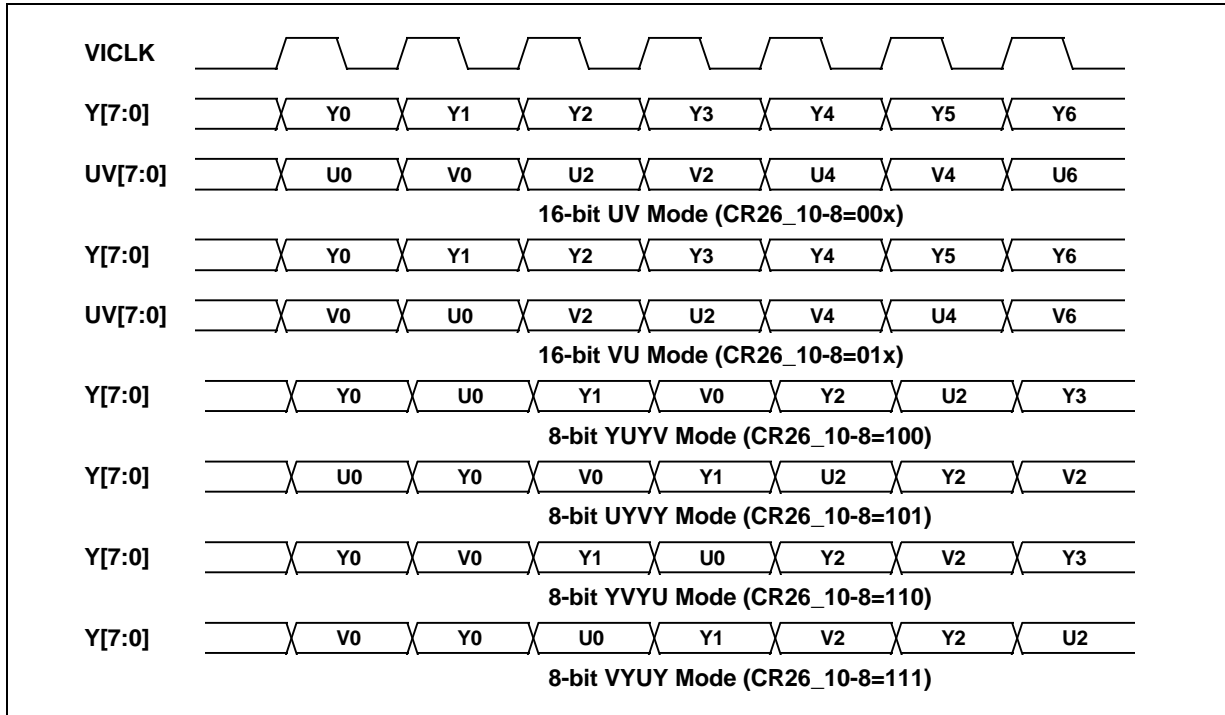 VICLK
Y[7:0] Y0 Y1 Y2 Y3 Y4 Y5 Y6
UV[7:0] U0 V0 U2 V2 U4 V4 U6
16-bit UV Mode (CR26_10-8=00x)
Y[7:0] Y0 Y1 Y2 Y3 Y4 Y5 Y6
UV[7:0] V0 U0 V2 U2 V4 U4 V6
16-bit VU Mode (CR26_10-8=01x)
Y[7:0] Y0 U0 Y1 V0 Y2 U2 Y3
8-bit YUYV Mode (CR26_10-8=100)
Y[7:0] U0 Y0 V0 Y1 U2 Y2 V2
8-bit UYVY Mode (CR26_10-8=101)
Y[7:0] Y0 V0 Y1 U0 Y2 V2 Y3
8-bit YVYU Mode (CR26_10-8=110)
Y[7:0] V0 Y0 U0 Y1 V2 Y2 U2
8-bit VYUY Mode (CR26_10-8=111)